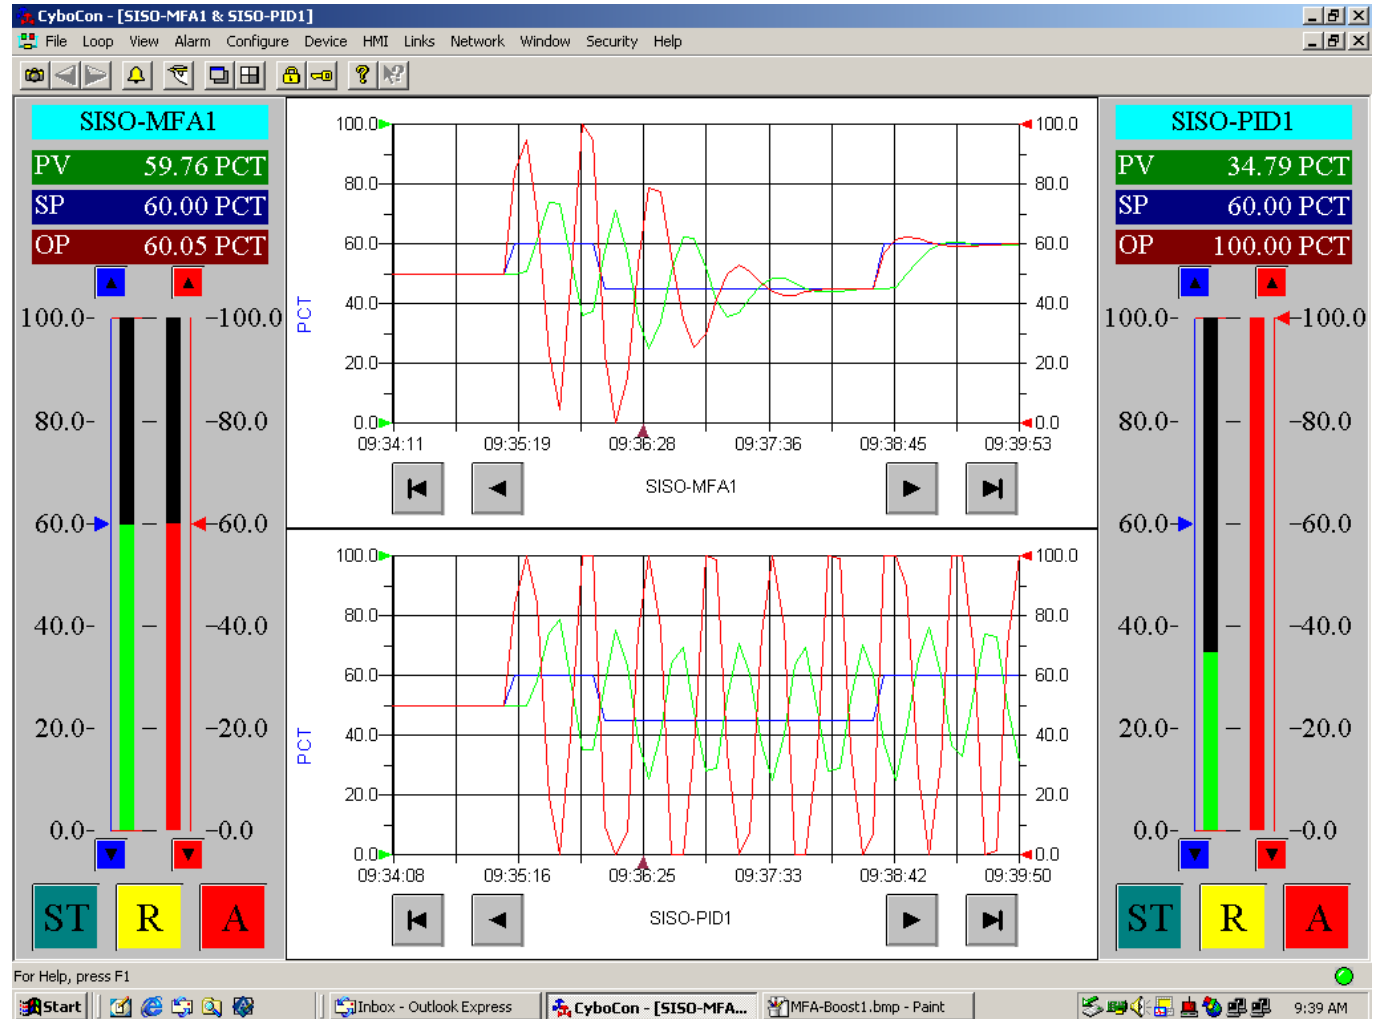 CyboCon - [SISO-MFA1 & SISO-PID1]
File Loop View Alarm Configure Device HMI Links Network Window Security Help
SISO-MFA1
PV 59.76 PCT
SP 60.00 PCT
OP 60.05 PCT
100.0- -100.0
80.0- -80.0
60.0- -60.0
40.0- -40.0
20.0- -20.0
0.0- -0.0
ST R A
100.0 100.0
80.0 80.0
60.0 60.0
PCT
40.0 40.0
20.0 20.0
0.0 0.0
09:34:11 09:35:19 09:36:28 09:37:36 09:38:45 09:39:53
SISO-MFA1
100.0 100.0
80.0 80.0
60.0 60.0
PCT
40.0 40.0
20.0 20.0
0.0 0.0
09:34:08 09:35:16 09:36:25 09:37:33 09:38:42 09:39:50
SISO-PID1
SISO-PID1
PV 34.79 PCT
SP 60.00 PCT
OP 100.00 PCT
100.0- -100.0
80.0- -80.0
60.0- -60.0
40.0- -40.0
20.0- -20.0
0.0- -0.0
ST R A
For Help, press F1
Start Inbox - Outlook Express CyboCon - [SISO-MFA... MFA-Boost1.bmp - Paint 9:39 AM